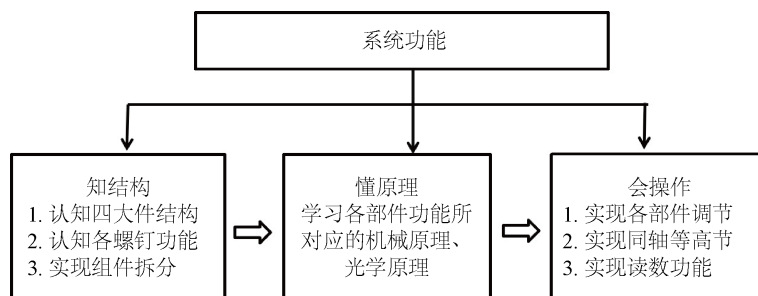 系统功能
知结构
1. 认知四大件结构
2. 认知各螺钉功能
3. 实现组件拆分
懂原理
学习各部件功能所
对应的机械原理、
光学原理
会操作
1. 实现各部件调节
2. 实现同轴等高节
3. 实现读数功能